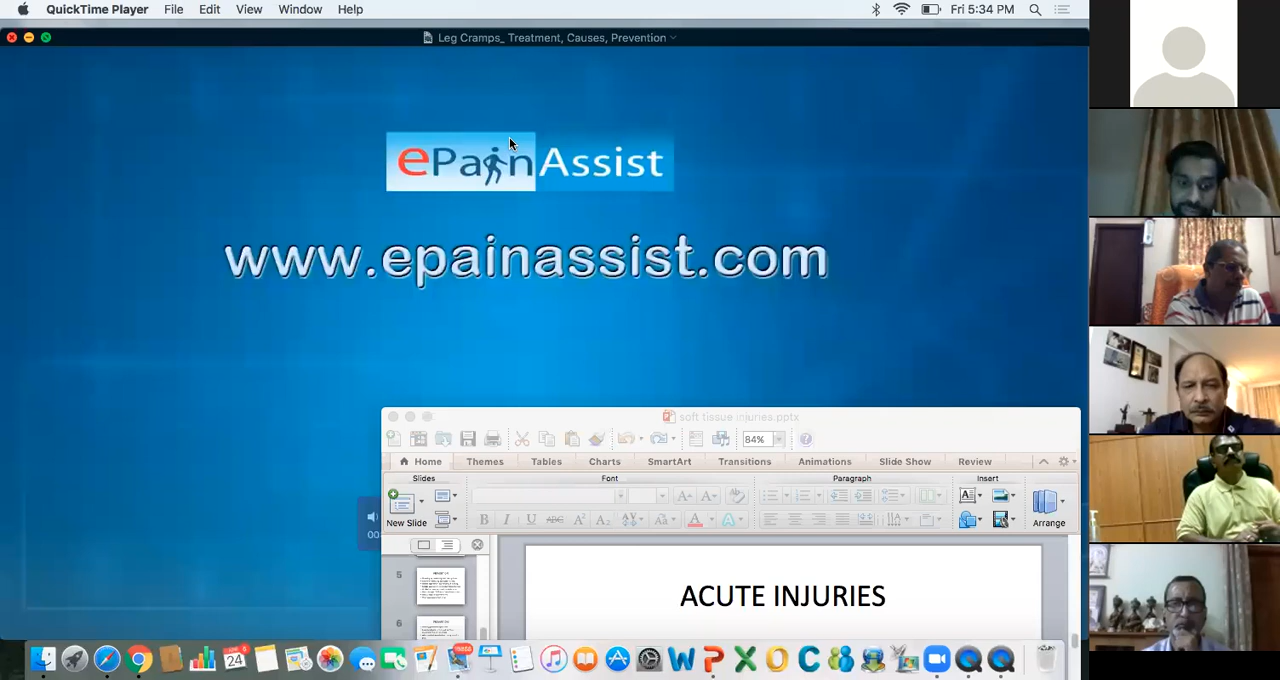 QuickTime Player File Edit View Window Help Fri 5:34 PM
Leg Cramps_ Treatment, Causes, Prevention
ePainAssist
www.epainassist.com
soft tissue injuries.pptx
84%
Home Themes Tables Charts SmartArt Transitions Animations Slide Show Review
Slides Font Paragraph Insert
New Slide Arrange
00
5
6
ACUTE INJURIES
24